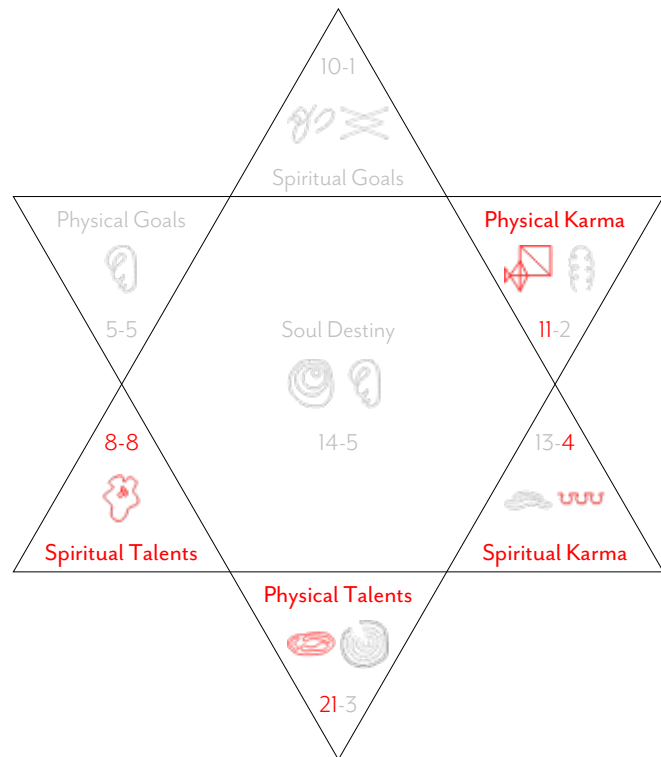 10-1
Spiritual Goals
Physical Goals
5-5
Physical Karma
11-2
Soul Destiny
14-5
8-8
Spiritual Talents
13-4
Spiritual Karma
Physical Talents
21-3